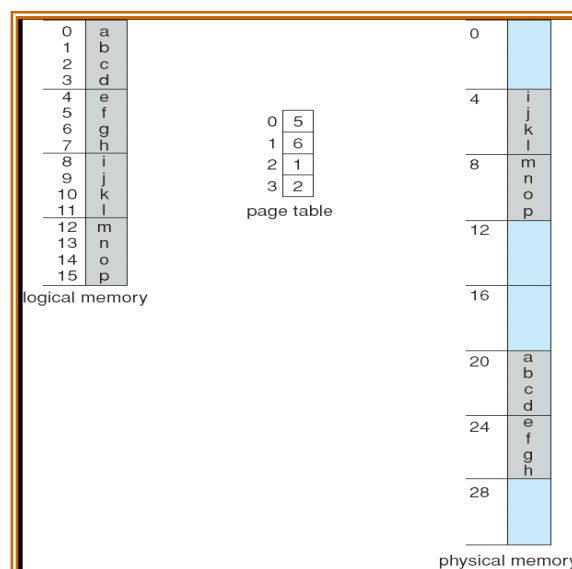 0 a
1 b
2 c
3 d
4 e
5 f
6 g
7 h
8 i
9 j
10 k
11 l
12 m
13 n
14 o
15 p
logical memory
0 5
1 6
2 1
3 2
page table
0
4 i
j
k
l
8 m
n
o
p
12
16
20 a
b
c
d
24 e
f
g
h
28
physical memory